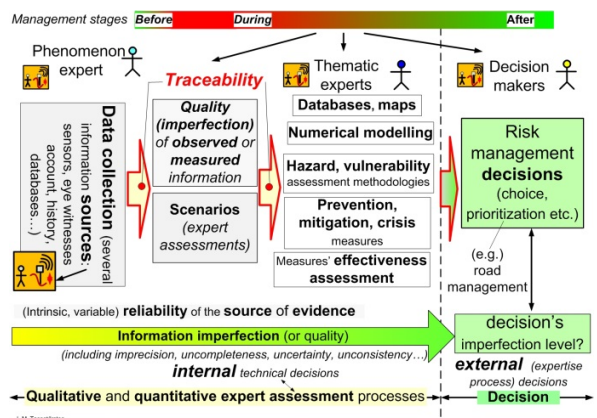 Management stages
Before
During
After
Phenomenon
expert
Traceability
Thematic
experts
Decision
makers
Data collection (several
information sources:
sensors, eye witnesses
account, history,
databases…)
Quality
(imperfection)
of observed or
measured
information
Scenarios
(expert
assessments)
Databases, maps
Numerical modelling
Hazard, vulnerability
assessment methodologies
Prevention,
mitigation, crisis
measures
Measures' effectiveness
assessment
Risk
management
decisions
(choice,
prioritization etc.)
(e.g.)
road
management
(Intrinsic, variable) reliability of the source of evidence
Information imperfection (or quality)
(including imprecision, uncompleteness, uncertainty, unconsistency…)
internal technical decisions
decision's
imperfection level?
external (expertise
process) decisions
Qualitative and quantitative expert assessment processes
Decision